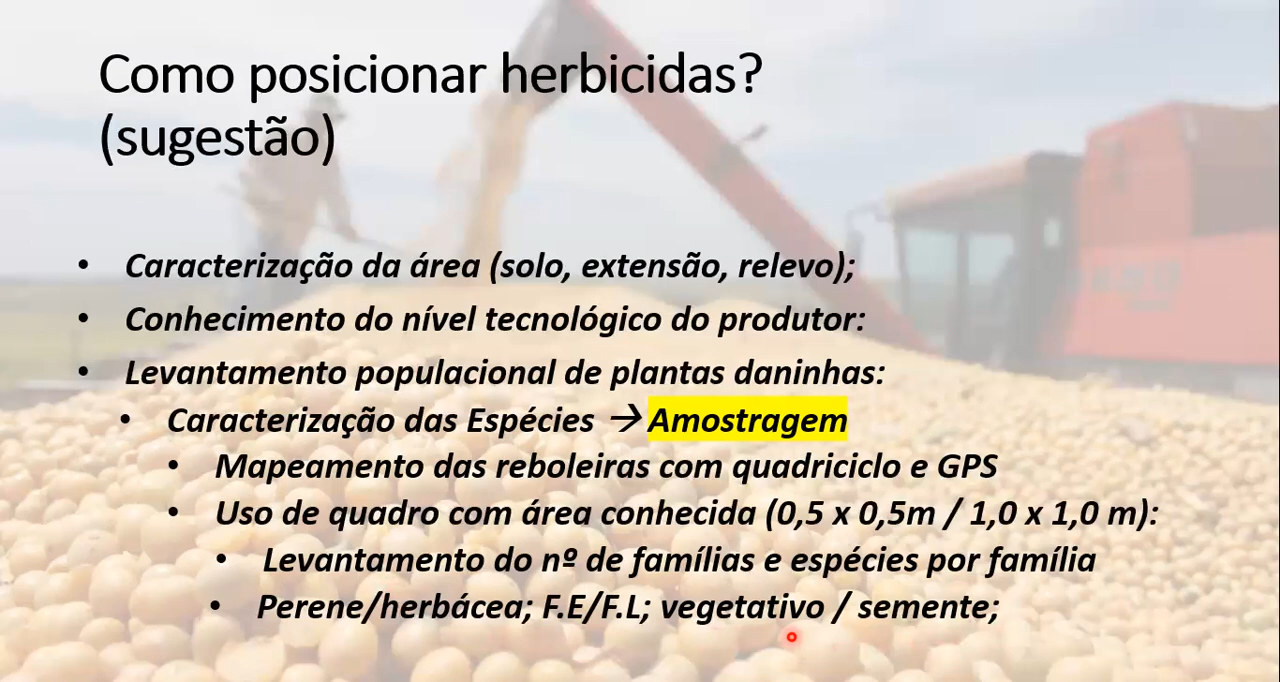 Como posicionar herbicidas?
(sugestão)
• Caracterização da área (solo, extensão, relevo);
• Conhecimento do nível tecnológico do produtor:
• Levantamento populacional de plantas daninhas:
• Caracterização das Espécies → Amostragem
• Mapeamento das reboleiras com quadriciclo e GPS
• Uso de quadro com área conhecida (0,5 x 0,5m / 1,0 x 1,0 m):
• Levantamento do nº de famílias e espécies por família
• Perene/herbácea; F.E/F.L; vegetativo / semente;